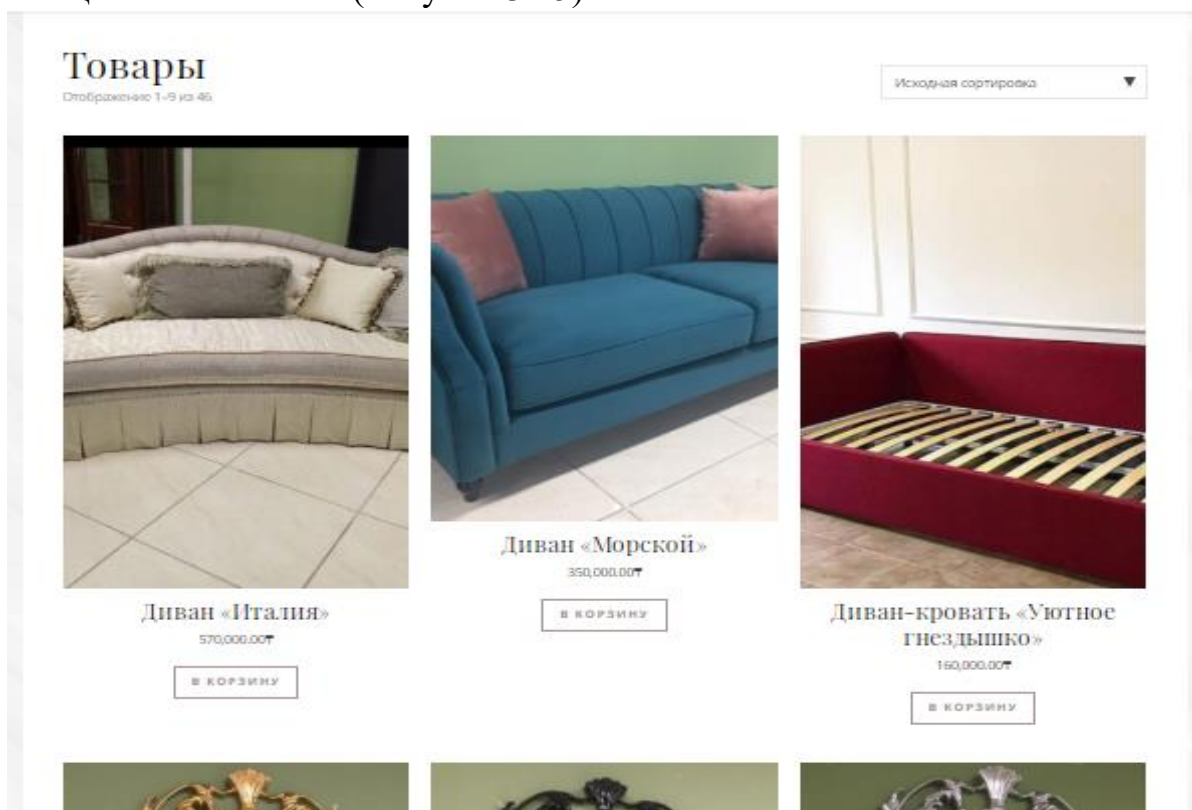 Товары
Отображение 1–9 из 46
Исходная сортировка
Диван «Италия»
570,000.00₸
В КОРЗИНУ
Диван «Морской»
350,000.00₸
В КОРЗИНУ
Диван-кровать «Уютное
гнездышко»
160,000.00₸
В КОРЗИНУ